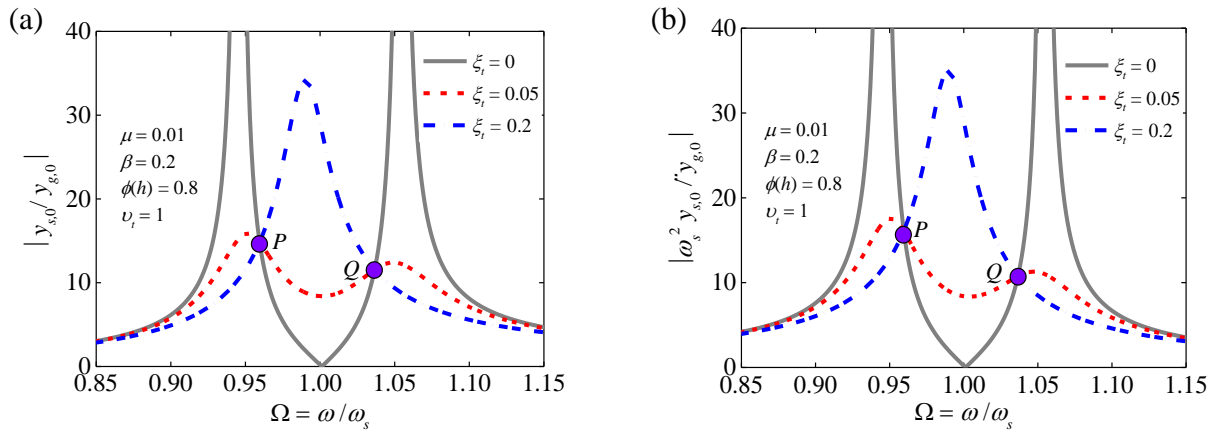 (a)
40
30
20
10
0
|y_{s,0}/ y_{g,0}|
ξ_t = 0
ξ_t = 0.05
ξ_t = 0.2
μ = 0.01
β = 0.2
ϕ(h) = 0.8
υ_t = 1
P
Q
0.85 0.90 0.95 1.00 1.05 1.10 1.15
Ω = ω/ω_s
(b)
40
30
20
10
0
|ω_s^2 y_{s,0}/ÿ_{g,0}|
ξ_t = 0
ξ_t = 0.05
ξ_t = 0.2
μ = 0.01
β = 0.2
ϕ(h) = 0.8
υ_t = 1
P
Q
0.85 0.90 0.95 1.00 1.05 1.10 1.15
Ω = ω/ω_s